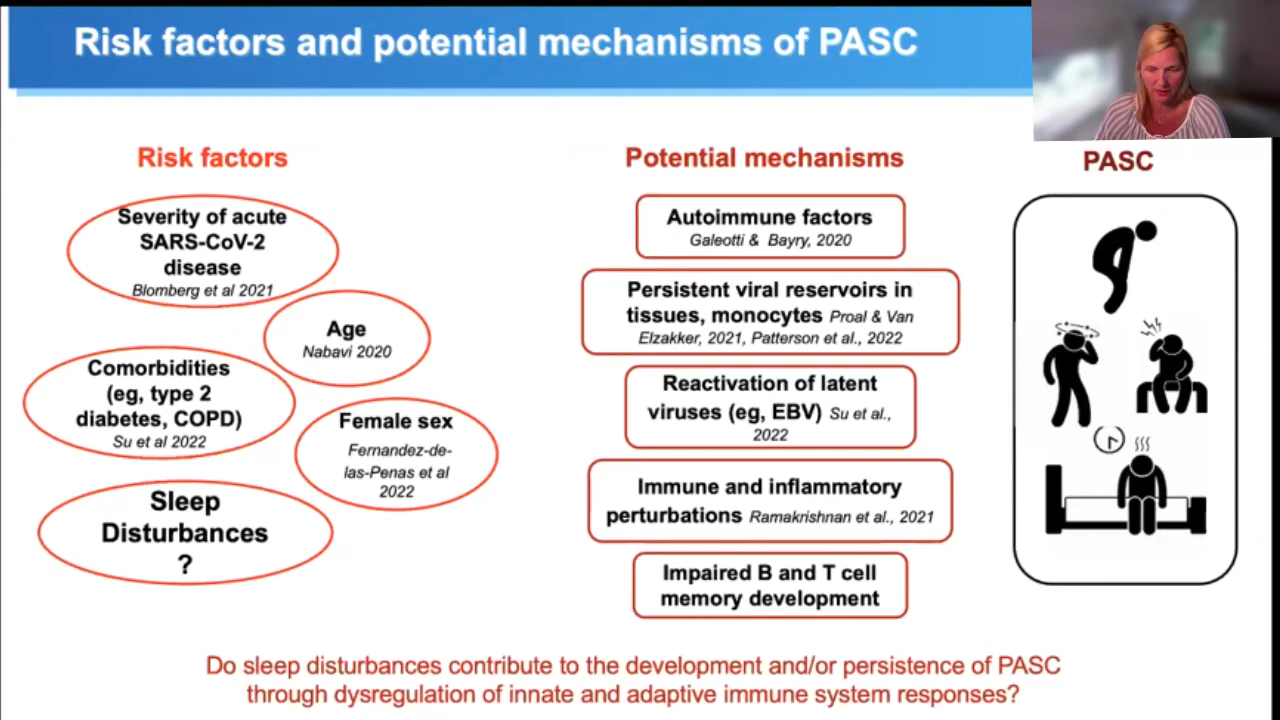 Risk factors and potential mechanisms of PASC
Risk factors
Severity of acute
SARS-CoV-2
disease
Blomberg et al 2021
Age
Nabavi 2020
Comorbidities
(eg, type 2
diabetes, COPD)
Su et al 2022
Female sex
Fernandez-de-
las-Penas et al
2022
Sleep
Disturbances
?
Potential mechanisms
Autoimmune factors
Galeotti & Bayry, 2020
Persistent viral reservoirs in
tissues, monocytes Proal & Van
Elzakker, 2021, Patterson et al., 2022
Reactivation of latent
viruses (eg, EBV) Su et al.,
2022
Immune and inflammatory
perturbations Ramakrishnan et al., 2021
Impaired B and T cell
memory development
PASC
Do sleep disturbances contribute to the development and/or persistence of PASC
through dysregulation of innate and adaptive immune system responses?